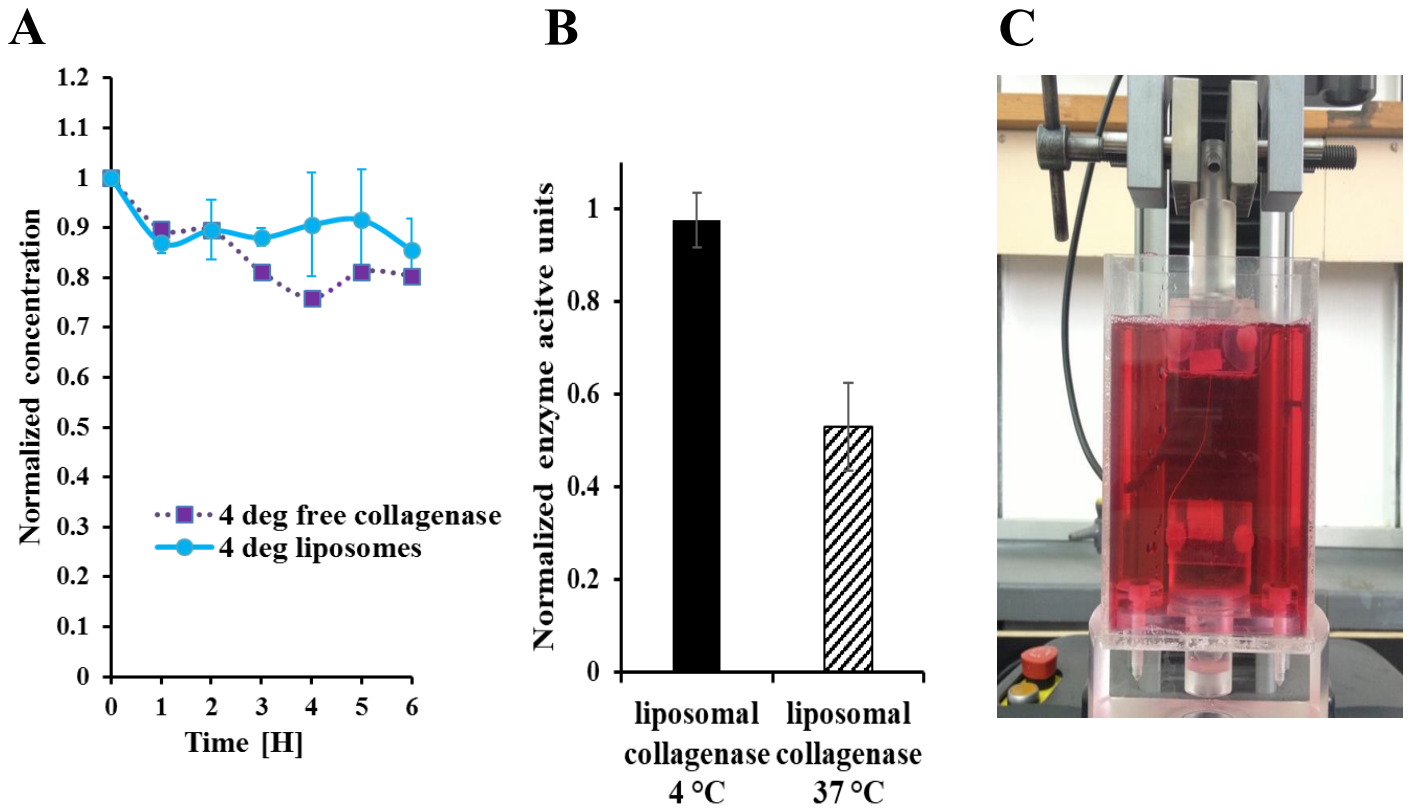 A
Normalized concentration
1.2
1.1
1
0.9
0.8
0.7
0.6
0.5
0.4
0.3
0.2
0.1
0
4 deg free collagenase
4 deg liposomes
0 1 2 3 4 5 6
Time [H]
B
Normalized enzyme acitve units
1
0.8
0.6
0.4
0.2
0
liposomal liposomal
collagenase collagenase
4 °C 37 °C
C